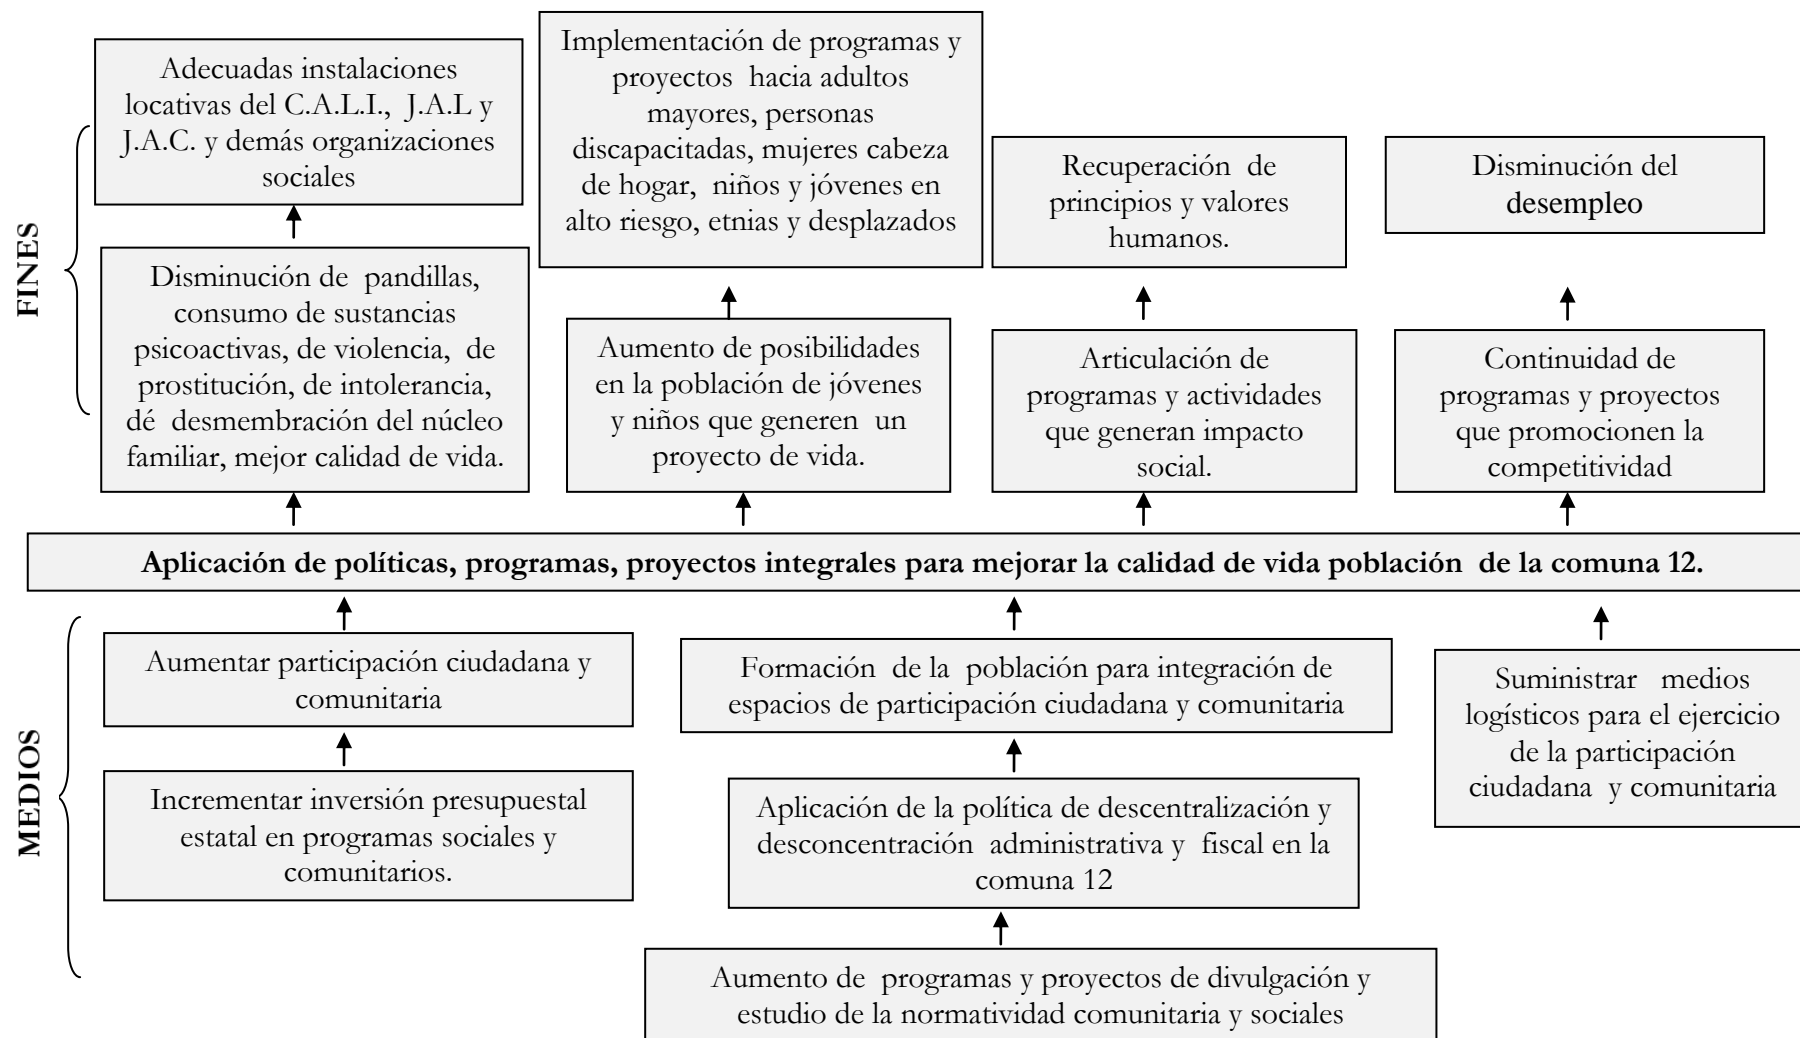 FINES
Adecuadas instalaciones
locativas del C.A.L.I., J.A.L y
J.A.C. y demás organizaciones
sociales
Implementación de programas y
proyectos hacia adultos
mayores, personas
discapacitadas, mujeres cabeza
de hogar, niños y jóvenes en
alto riesgo, etnias y desplazados
Recuperación de
principios y valores
humanos.
Disminución del
desempleo
Disminución de pandillas,
consumo de sustancias
psicoactivas, de violencia, de
prostitución, de intolerancia,
dé desmembración del núcleo
familiar, mejor calidad de vida.
Aumento de posibilidades
en la población de jóvenes
y niños que generen un
proyecto de vida.
Articulación de
programas y actividades
que generan impacto
social.
Continuidad de
programas y proyectos
que promocionen la
competitividad
Aplicación de políticas, programas, proyectos integrales para mejorar la calidad de vida población de la comuna 12.
MEDIOS
Aumentar participación ciudadana y
comunitaria
Formación de la población para integración de
espacios de participación ciudadana y comunitaria
Suministrar medios
logísticos para el ejercicio
de la participación
ciudadana y comunitaria
Incrementar inversión presupuestal
estatal en programas sociales y
comunitarios.
Aplicación de la política de descentralización y
desconcentración administrativa y fiscal en la
comuna 12
Aumento de programas y proyectos de divulgación y
estudio de la normatividad comunitaria y sociales